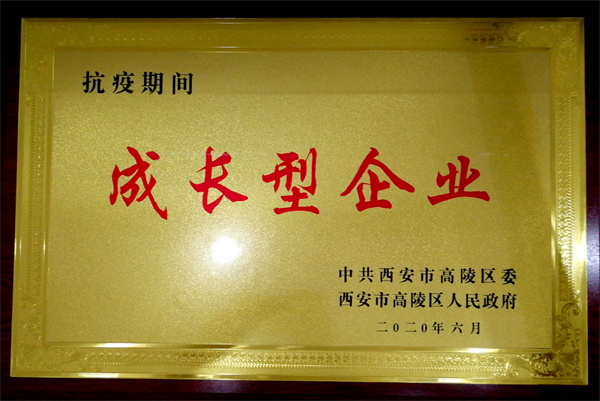 抗疫期间
成长型企业
中共西安市高陵区委
西安市高陵区人民政府
二〇二〇年六月